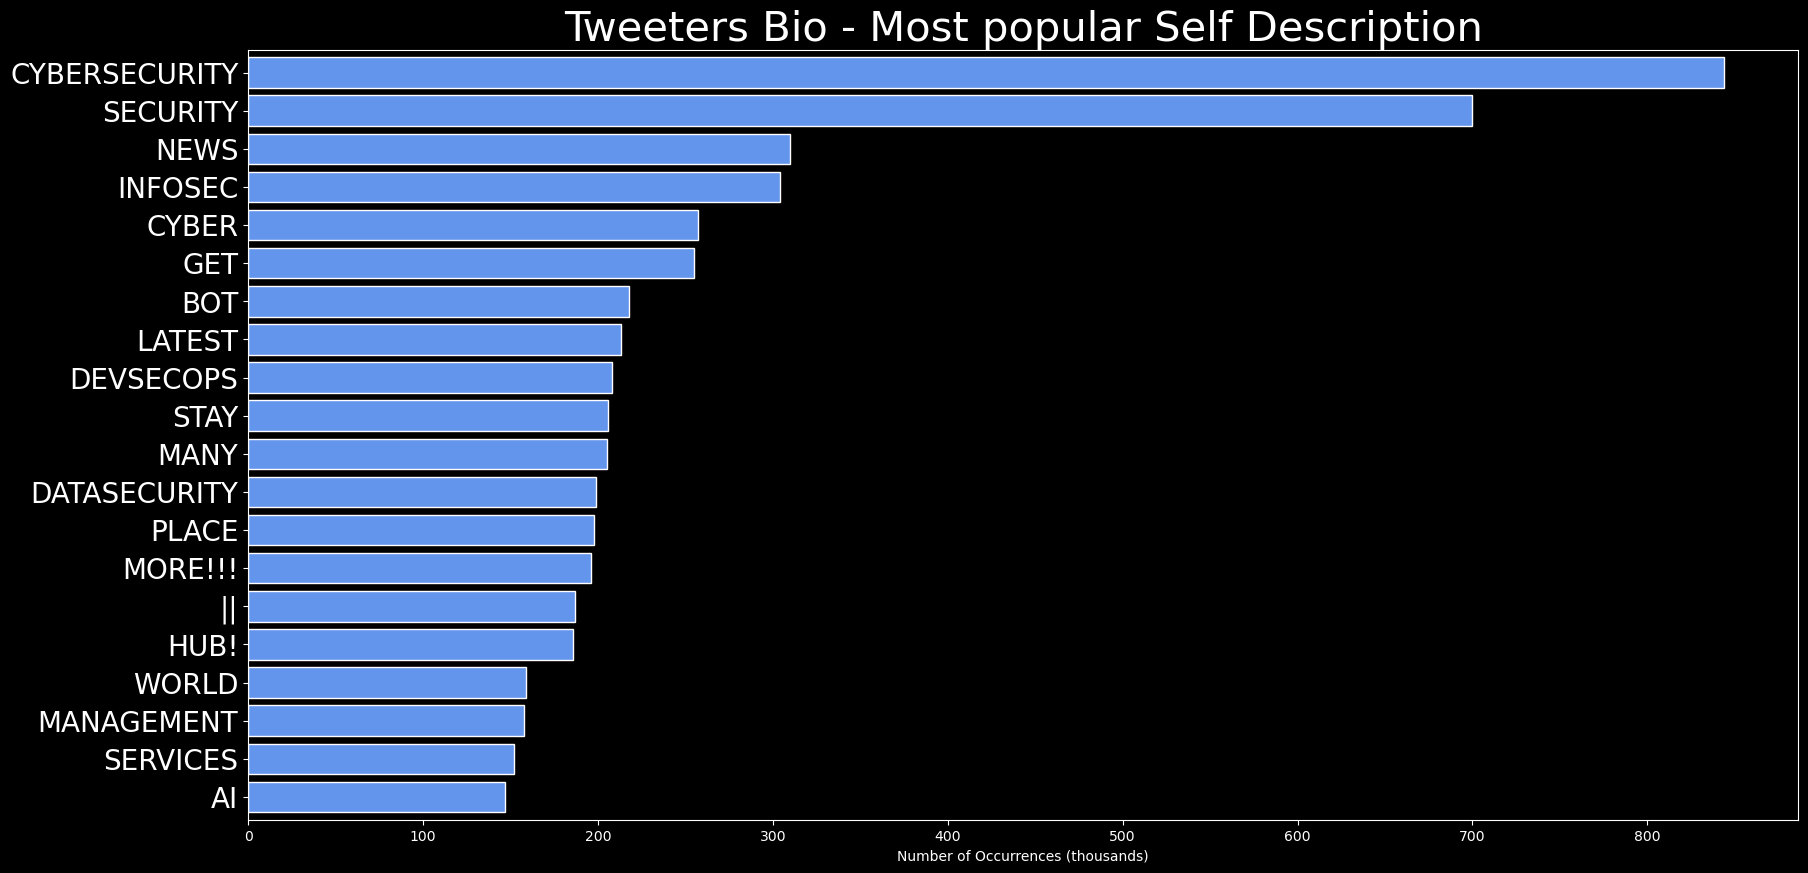 Tweeters Bio - Most popular Self Description
CYBERSECURITY
SECURITY
NEWS
INFOSEC
CYBER
GET
BOT
LATEST
DEVSECOPS
STAY
MANY
DATASECURITY
PLACE
MORE!!!
||
HUB!
WORLD
MANAGEMENT
SERVICES
AI
0 100 200 300 400 500 600 700 800
Number of Occurrences (thousands)